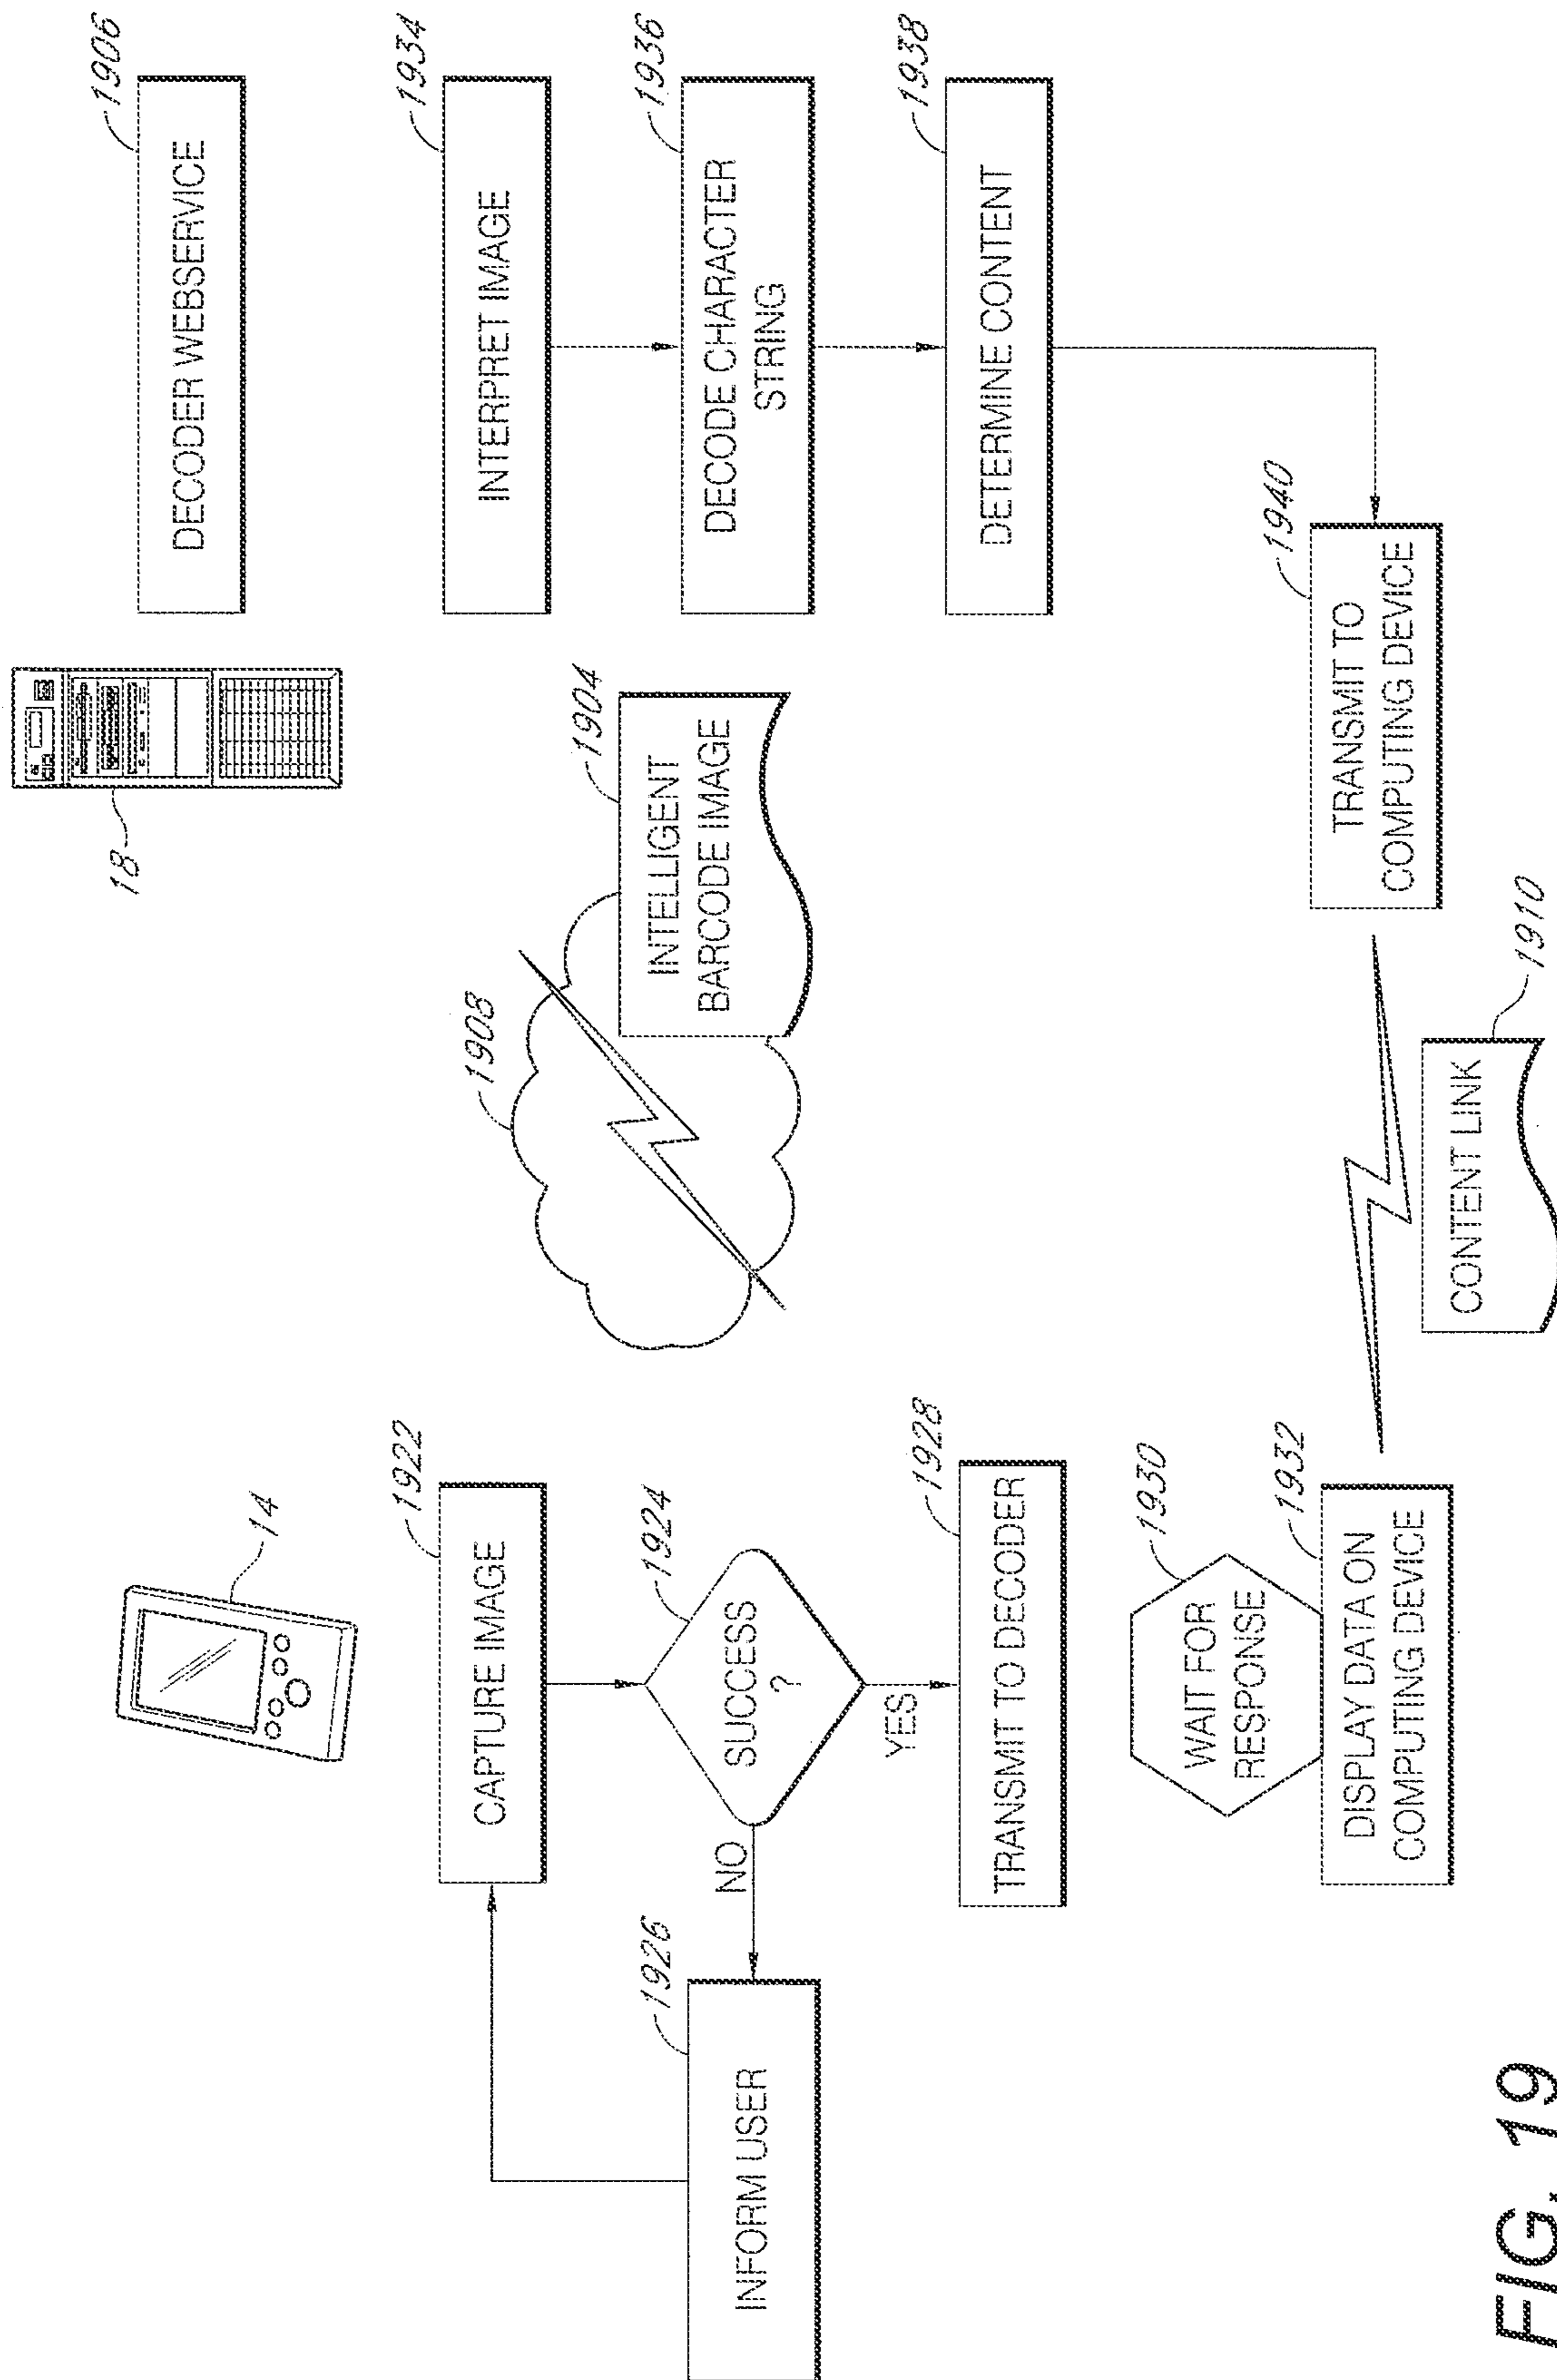 14
18
1906
DECODER WEBSERVICE
1922
CAPTURE IMAGE
1908
1904
INTELLIGENT
BARCODE IMAGE
1934
INTERPRET IMAGE
1924
SUCCESS
?
NO
YES
1926
INFORM USER
1936
DECODE CHARACTER
STRING
1928
TRANSMIT TO DECODER
1938
DETERMINE CONTENT
1930
WAIT FOR
RESPONSE
1932
DISPLAY DATA ON
COMPUTING DEVICE
1940
TRANSMIT TO
COMPUTING DEVICE
1910
CONTENT LINK
FIG. 19